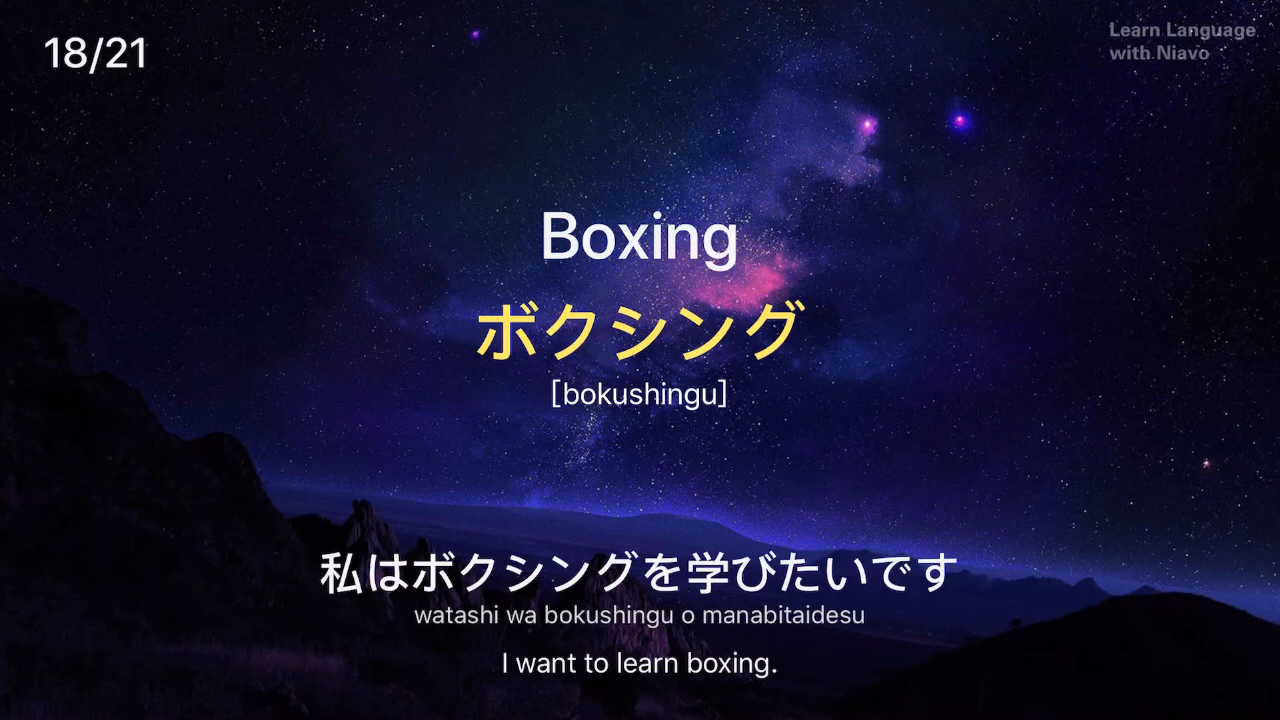 18/21
Learn Language
with Niavo
Boxing
ボクシング
[bokushingu]
私はボクシングを学びたいです
watashi wa bokushingu o manabitaidesu
I want to learn boxing.